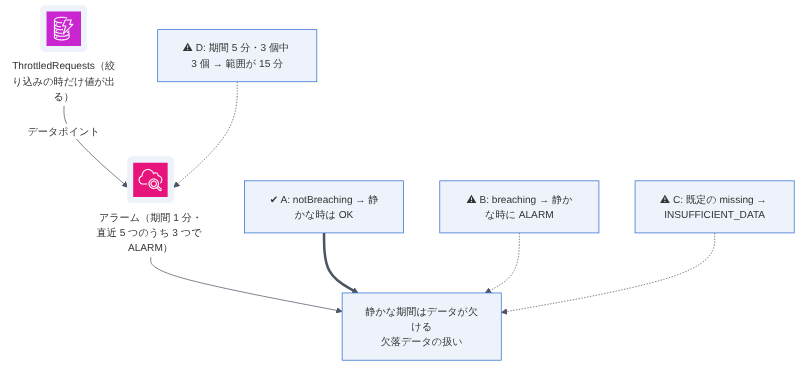 ThrottledRequests（絞
り込みの時だけ値が出
る）
⚠ D: 期間 5 分・3 個中
3 個 → 範囲が 15 分
データポイント
アラーム（期間 1 分・
直近 5 つのうち 3 つで
ALARM）
✔ A: notBreaching → 静
かな時は OK
⚠ B: breaching → 静か
な時に ALARM
⚠ C: 既定の missing →
INSUFFICIENT_DATA
静かな期間はデータが欠
ける
欠落データの扱い